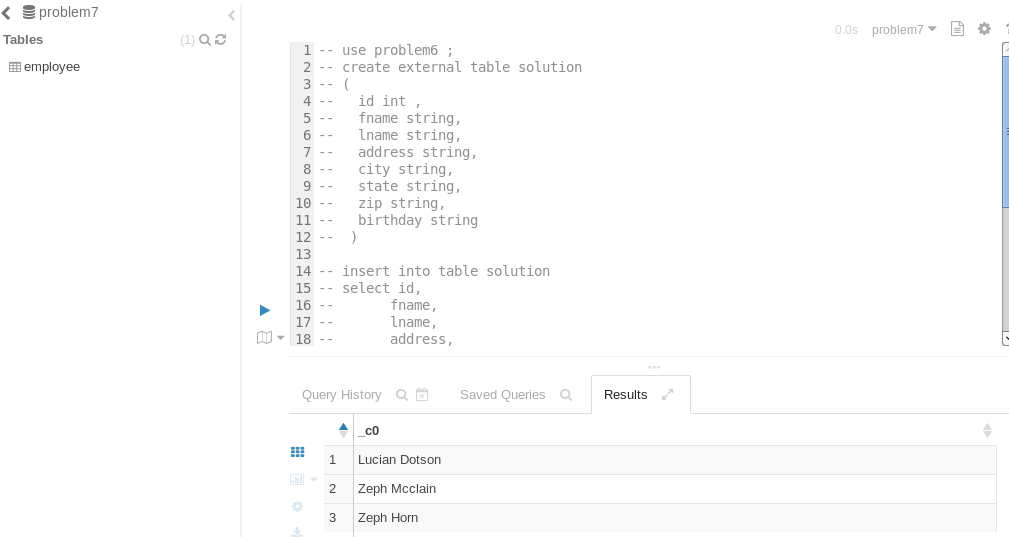 problem7
Tables (1)
employee
0.0s problem7
1 -- use problem6 ;
2 -- create external table solution
3 -- (
4 --   id int ,
5 --   fname string,
6 --   lname string,
7 --   address string,
8 --   city string,
9 --   state string,
10 --   zip string,
11 --   birthday string
12 --  )
13
14 -- insert into table solution
15 -- select id,
16 --       fname,
17 --       lname,
18 --       address,
Query History Saved Queries Results
_c0
1 Lucian Dotson
2 Zeph Mcclain
3 Zeph Horn